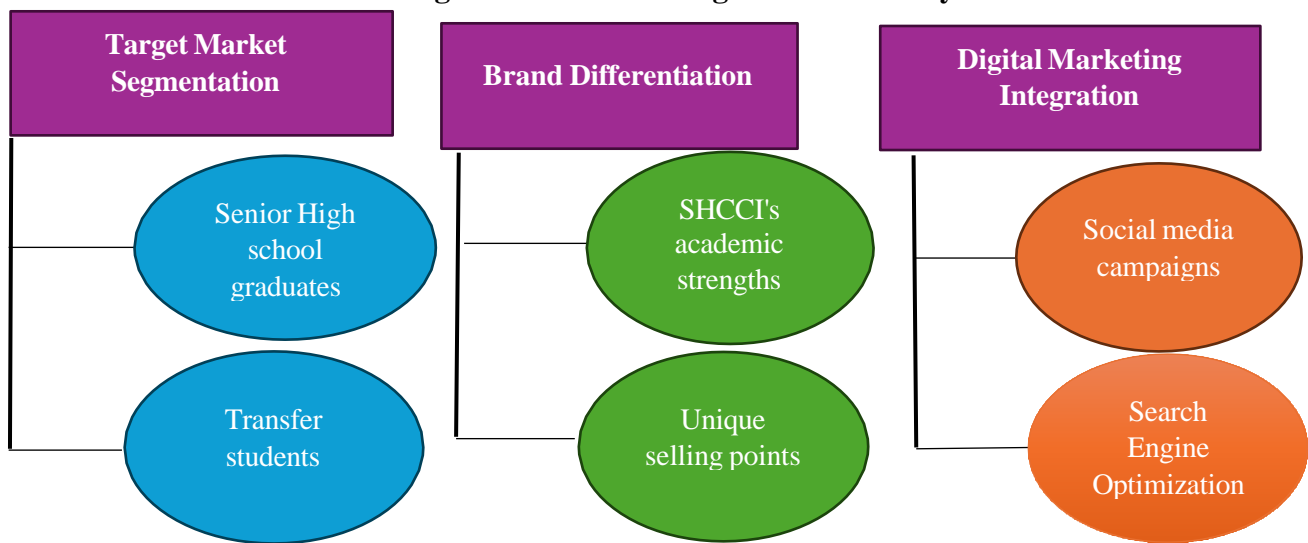 Target Market
Segmentation
Senior High
school
graduates
Transfer
students
Brand Differentiation
SHCCI's
academic
strengths
Unique
selling points
Digital Marketing
Integration
Social media
campaigns
Search
Engine
Optimization